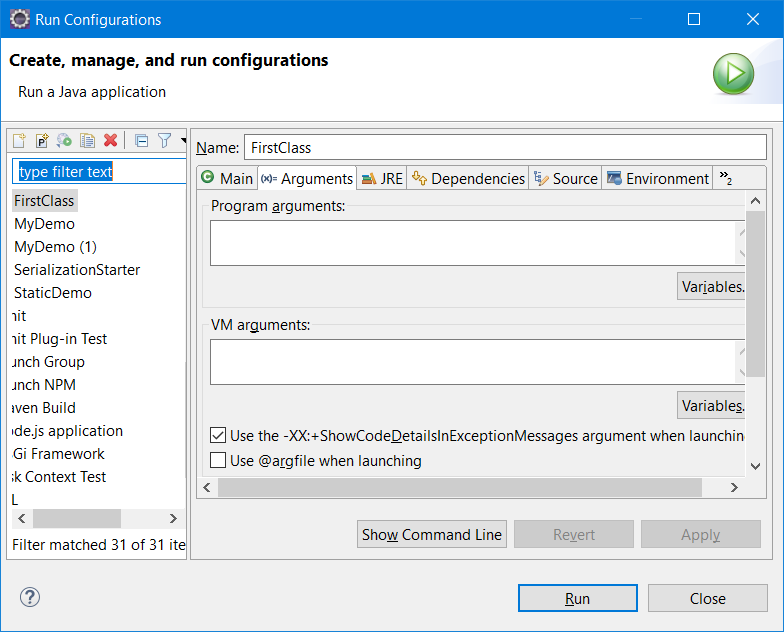 Run Configurations
Create, manage, and run configurations
Run a Java application
type filter text
FirstClass
MyDemo
MyDemo (1)
SerializationStarter
StaticDemo
nit
nit Plug-in Test
unch Group
unch NPM
aven Build
de.js application
Gi Framework
sk Context Test
L
Filter matched 31 of 31 ite
Name: FirstClass
Main (x)= Arguments JRE Dependencies Source Environment »2
Program arguments:
Variables.
VM arguments:
Variables.
Use the -XX:+ShowCodeDetailsInExceptionMessages argument when launchin
Use @argfile when launching
Show Command Line Revert Apply
? Run Close